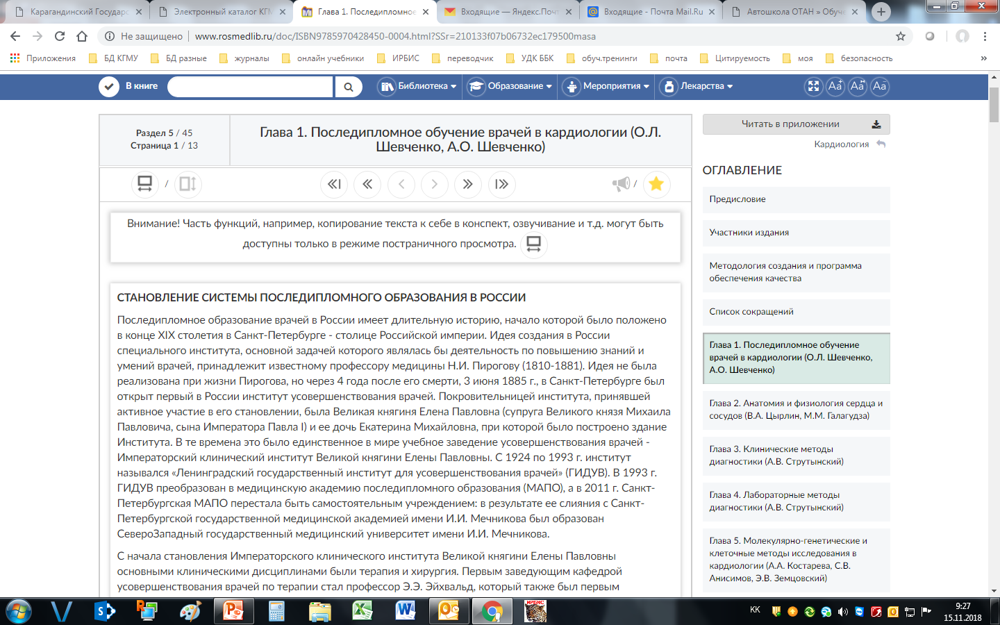 Карагандинский Государс
Электронный каталог КГМ
Глава 1. Последипломное
Входящие — Яндекс.Почт
Входящие - Почта Mail.Ru
Автошкола ОТАН » Обуче
Не защищено
www.rosmedlib.ru/doc/ISBN9785970428450-0004.html?SSr=210133f07b06732ec179500masa
Приложения
БД КГМУ
БД разные
журналы
онлайн учебники
ИРБИС
переводчик
УДК ББК
обуч.тренинги
почта
Цитируемость
моя
безопасность
»
В книге
Библиотека
Образование
Мероприятия
Лекарства
Aa
Aa
Aa
Раздел 5 / 45
Страница 1 / 13
Глава 1. Последипломное обучение врачей в кардиологии (О.Л.
Шевченко, А.О. Шевченко)
Внимание! Часть функций, например, копирование текста к себе в конспект, озвучивание и т.д. могут быть
доступны только в режиме постраничного просмотра.
СТАНОВЛЕНИЕ СИСТЕМЫ ПОСЛЕДИПЛОМНОГО ОБРАЗОВАНИЯ В РОССИИ
Последипломное образование врачей в России имеет длительную историю, начало которой было положено
в конце XIX столетия в Санкт-Петербурге - столице Российской империи. Идея создания в России
специального института, основной задачей которого являлась бы деятельность по повышению знаний и
умений врачей, принадлежит известному профессору медицины Н.И. Пирогову (1810-1881). Идея не была
реализована при жизни Пирогова, но через 4 года после его смерти, 3 июня 1885 г., в Санкт-Петербурге был
открыт первый в России институт усовершенствования врачей. Покровительницей института, принявшей
активное участие в его становлении, была Великая княгиня Елена Павловна (супруга Великого князя Михаила
Павловича, сына Императора Павла I) и ее дочь Екатерина Михайловна, при которой было построено здание
Института. В те времена это было единственное в мире учебное заведение усовершенствования врачей -
Императорский клинический институт Великой княгини Елены Павловны. С 1924 по 1993 г. институт
назывался «Ленинградский государственный институт для усовершенствования врачей» (ГИДУВ). В 1993 г.
ГИДУВ преобразован в медицинскую академию последипломного образования (МАПО), а в 2011 г. Санкт-
Петербургская МАПО перестала быть самостоятельным учреждением: в результате ее слияния с Санкт-
Петербургской государственной медицинской академией имени И.И. Мечникова был образован
СевероЗападный государственный медицинский университет имени И.И. Мечникова.
С начала становления Императорского клинического института Великой княгини Елены Павловны
основными клиническими дисциплинами были терапия и хирургия. Первым заведующим кафедрой
усовершенствования врачей по терапии стал профессор Э.Э. Эйхвальд, который также был первым
Читать в приложении
Кардиология
ОГЛАВЛЕНИЕ
Предисловие
Участники издания
Методология создания и программа
обеспечения качества
Список сокращений
Глава 1. Последипломное обучение
врачей в кардиологии (О.Л. Шевченко,
А.О. Шевченко)
Глава 2. Анатомия и физиология сердца и
сосудов (В.А. Цырлин, М.М. Галагудза)
Глава 3. Клинические методы
диагностики (А.В. Струтынский)
Глава 4. Лабораторные методы
диагностики (А.В. Струтынский)
Глава 5. Молекулярно-генетические и
клеточные методы исследования в
кардиологии (А.А. Костарева, С.В.
Анисимов, Э.В. Земцовский)
KK
9:27
15.11.2018